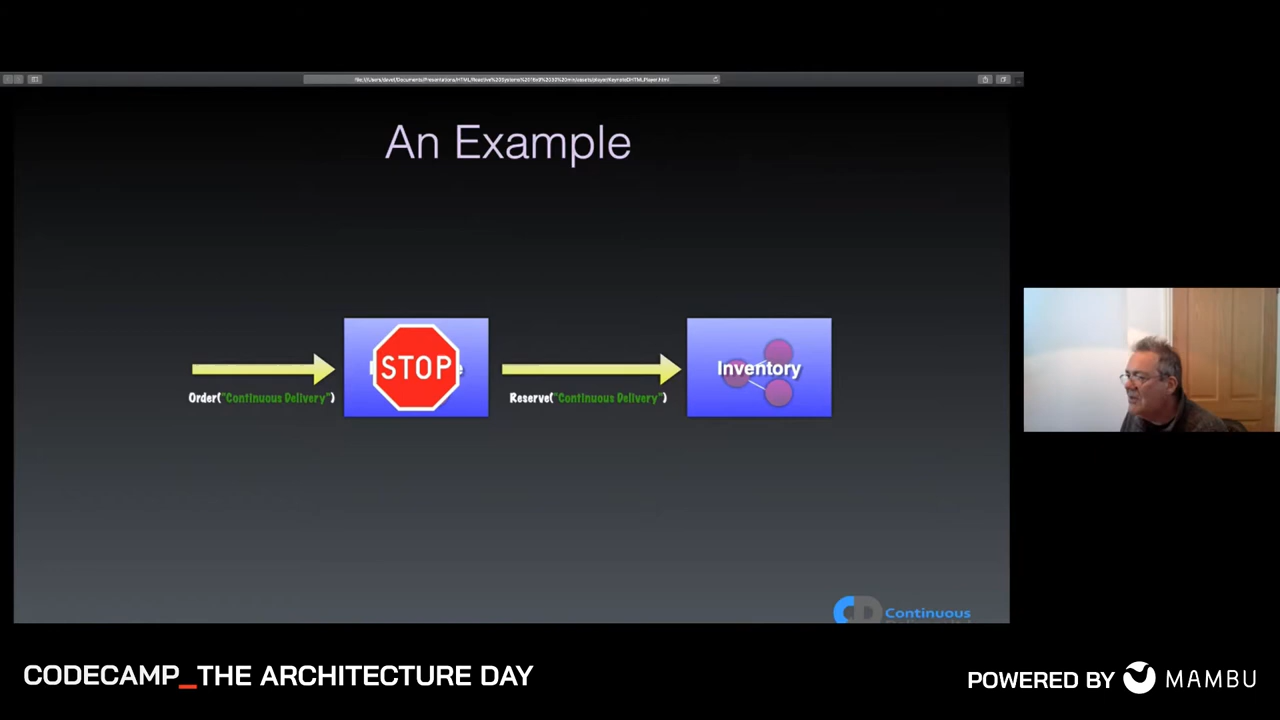 An Example
STOP
Inventory
Order("Continuous Delivery")
Reserve("Continuous Delivery")
Continuous
CODECAMP_THE ARCHITECTURE DAY
POWERED BY MAMBU